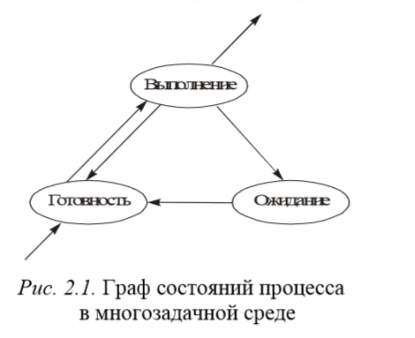 Выполнение
Готовность
Ожидание
Рис. 2.1. Граф состояний процесса
в многозадачной среде